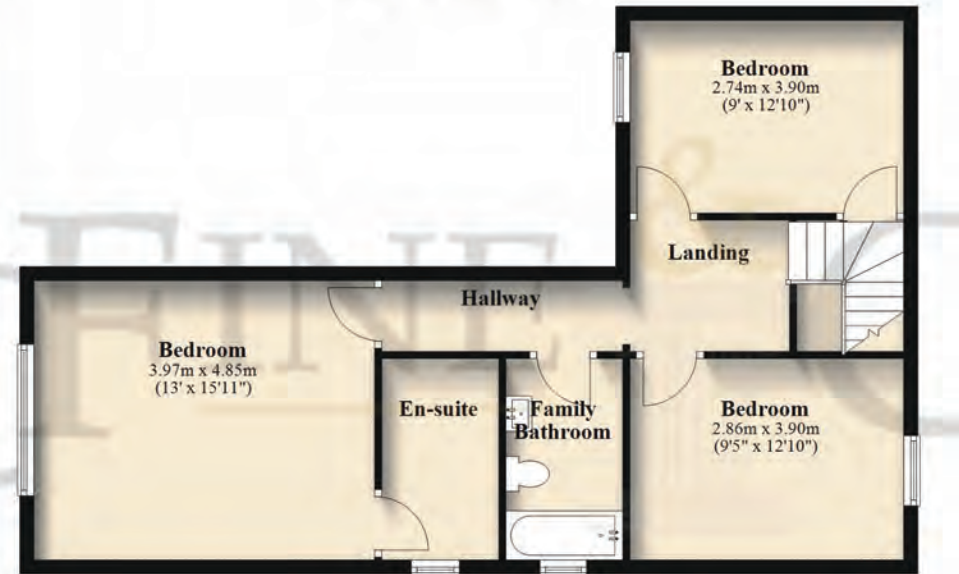 Bedroom
2.74m x 3.90m
(9' x 12'10")
Landing
Hallway
Bedroom
3.97m x 4.85m
(13' x 15'11")
En-suite
Family
Bathroom
Bedroom
2.86m x 3.90m
(9'5" x 12'10")
FINE &